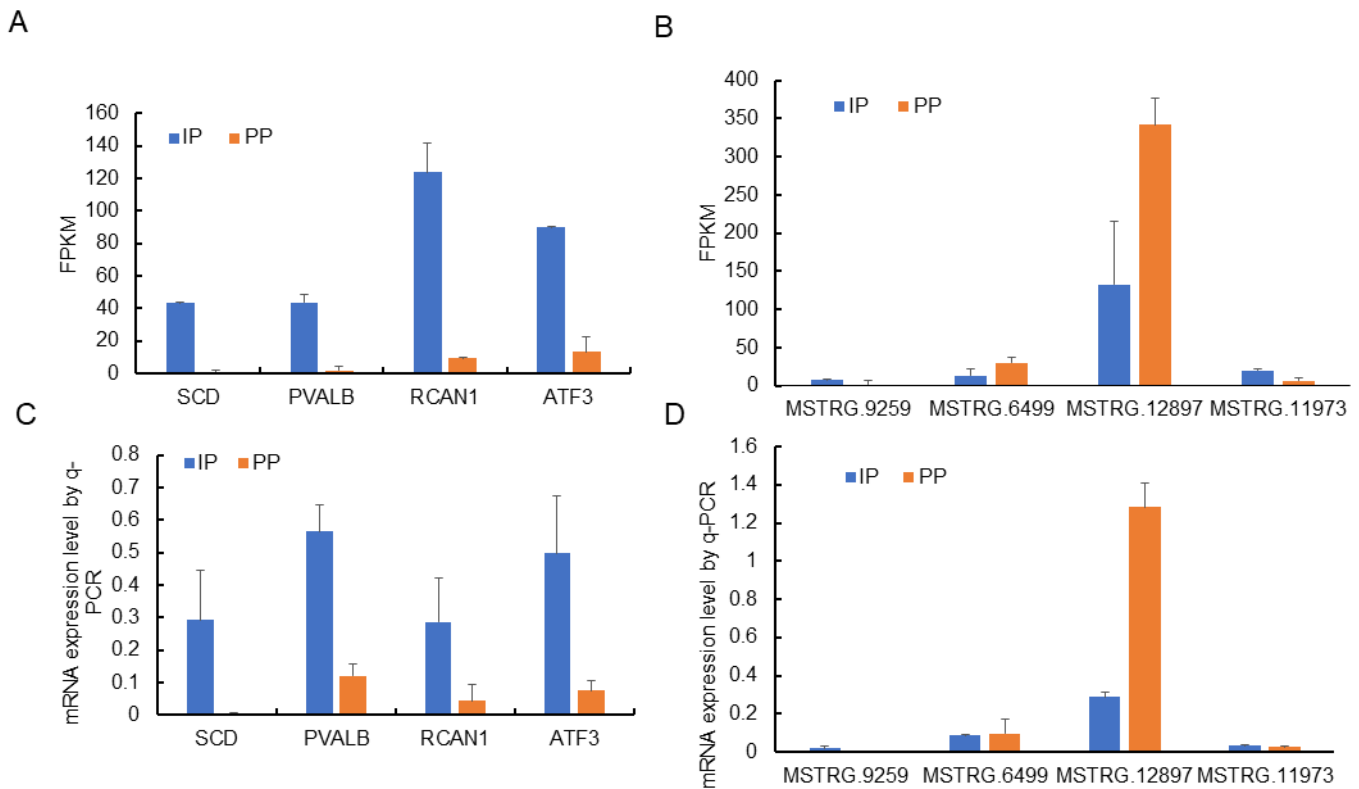 A
FPKM
160
140
120
100
80
60
40
20
0
IP PP
SCD PVALB RCAN1 ATF3
B
FPKM
400
350
300
250
200
150
100
50
0
IP PP
MSTRG.9259 MSTRG.6499 MSTRG.12897 MSTRG.11973
C
mRNA expression level by q-
PCR
0.8
0.7
0.6
0.5
0.4
0.3
0.2
0.1
0
IP PP
SCD PVALB RCAN1 ATF3
D
mRNA expression level by q-PCR
1.6
1.4
1.2
1
0.8
0.6
0.4
0.2
0
IP PP
MSTRG.9259 MSTRG.6499 MSTRG.12897 MSTRG.11973